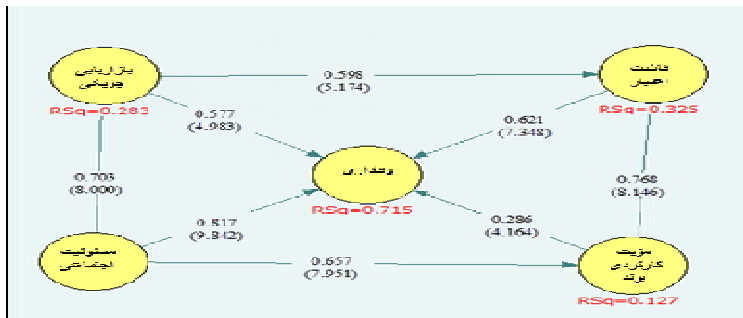 بازاریابی
جریانی
RSq=0.283
0.598
(5.174)
داشت
اعتبار
RSq=0.325
0.577
(4.983)
0.621
(7.348)
وفاداری
RSq=0.715
0.703
(8.000)
0.768
(8.146)
0.817
(9.842)
0.286
(4.164)
مسئولیت
اجتماعی
0.657
(7.951)
مزیت
کارکردی
برند
RSq=0.127